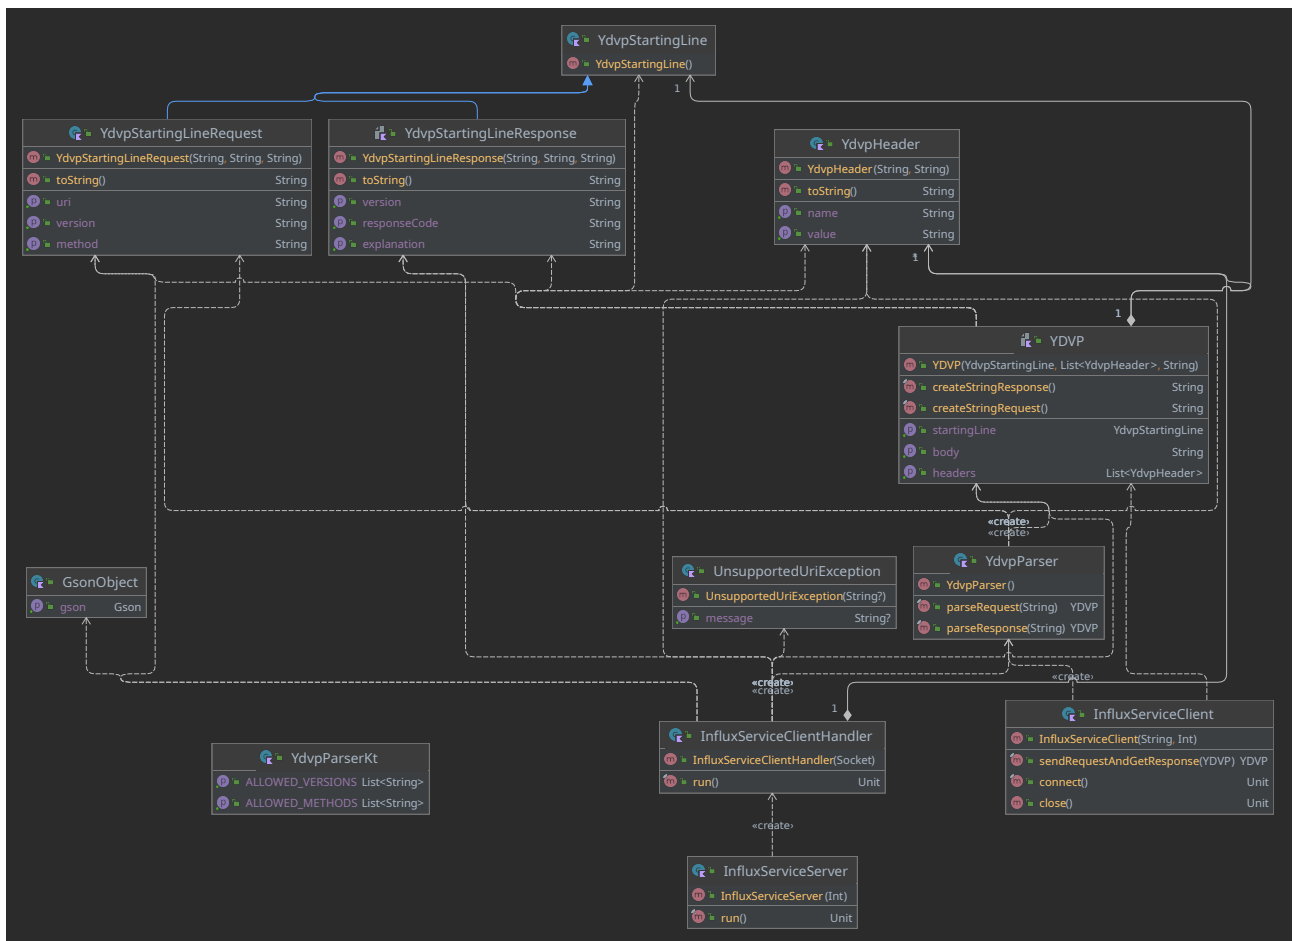 YdvpStartingLine
YdvpStartingLine()
1
YdvpStartingLineRequest
YdvpStartingLineRequest(String, String, String)
toString() String
uri String
version String
method String
YdvpStartingLineResponse
YdvpStartingLineResponse(String, String, String)
toString() String
version String
responseCode String
explanation String
YdvpHeader
YdvpHeader(String, String)
toString() String
name String
value String
1
YDVP
YDVP(YdvpStartingLine, List<YdvpHeader>, String)
createStringResponse() String
createStringRequest() String
startingLine YdvpStartingLine
body String
headers List<YdvpHeader>
«create»
«create»
GsonObject
gson Gson
UnsupportedUriException
UnsupportedUriException(String?)
message String?
YdvpParser
YdvpParser()
parseRequest(String) YDVP
parseResponse(String) YDVP
«create»
«create»
«create»
1
InfluxServiceClientHandler
InfluxServiceClientHandler(Socket)
run() Unit
InfluxServiceClient
InfluxServiceClient(String, Int)
sendRequestAndGetResponse(YDVP) YDVP
connect() Unit
close() Unit
YdvpParserKt
ALLOWED_VERSIONS List<String>
ALLOWED_METHODS List<String>
«create»
InfluxServiceServer
InfluxServiceServer(Int)
run() Unit